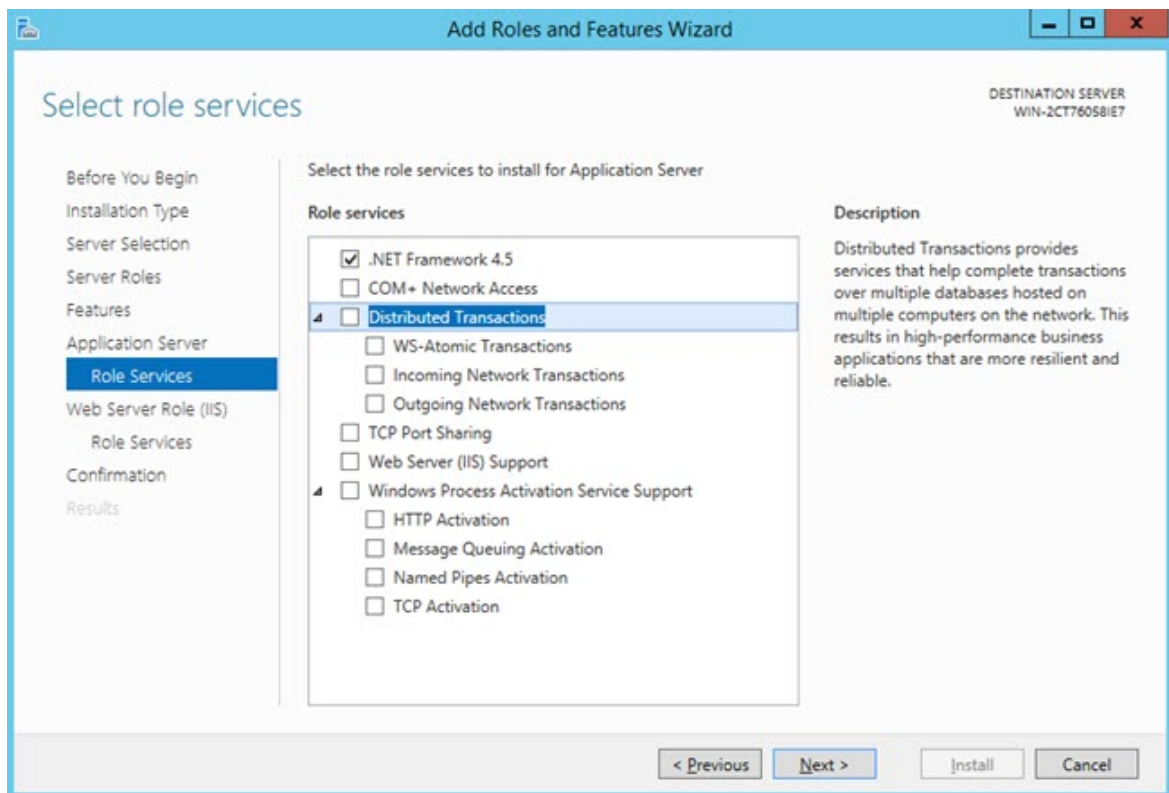 Add Roles and Features Wizard
Select role services
DESTINATION SERVER
WIN-2CT76058IE7
Before You Begin
Installation Type
Server Selection
Server Roles
Features
Application Server
Role Services
Web Server Role (IIS)
Role Services
Confirmation
Results
Select the role services to install for Application Server
Role services
.NET Framework 4.5
COM+ Network Access
Distributed Transactions
WS-Atomic Transactions
Incoming Network Transactions
Outgoing Network Transactions
TCP Port Sharing
Web Server (IIS) Support
Windows Process Activation Service Support
HTTP Activation
Message Queuing Activation
Named Pipes Activation
TCP Activation
Description
Distributed Transactions provides
services that help complete transactions
over multiple databases hosted on
multiple computers on the network. This
results in high-performance business
applications that are more resilient and
reliable.
< Previous
Next >
Install
Cancel